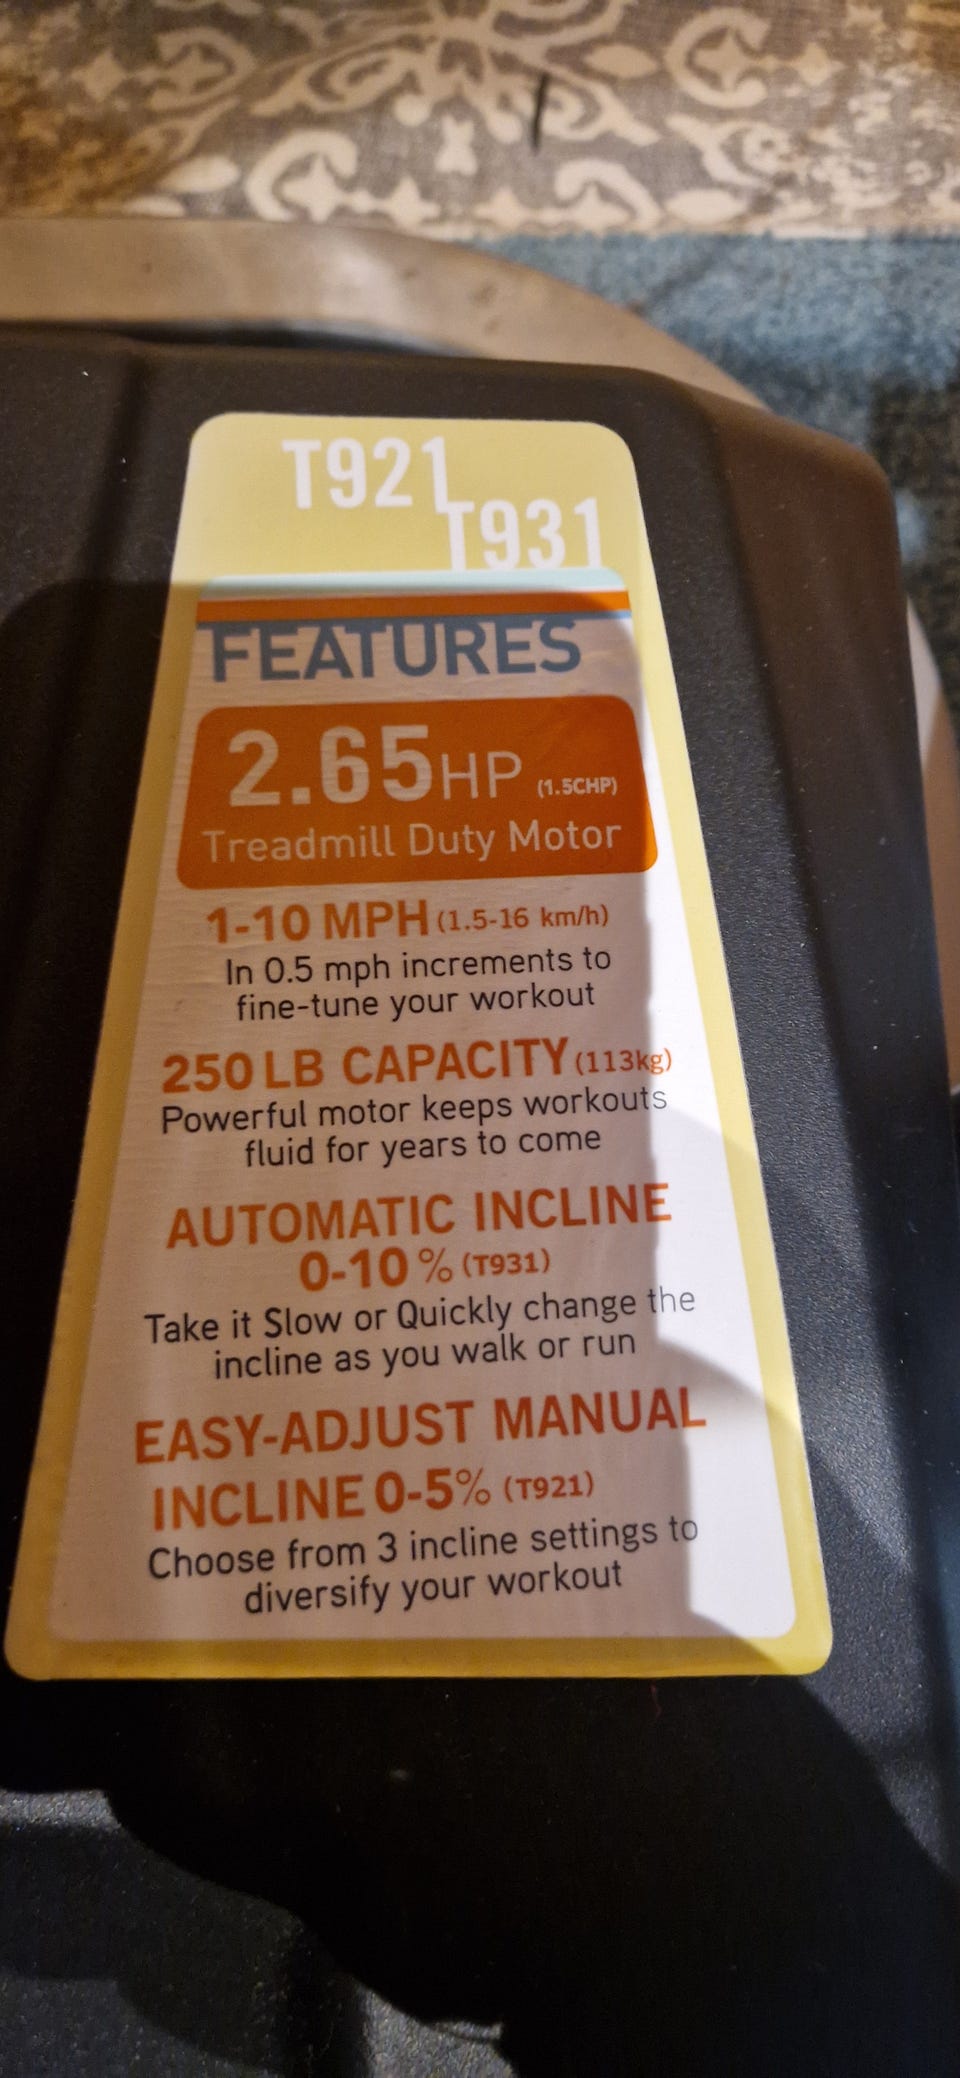 T921
T931
FEATURES
2.65HP (1.5CHP)
Treadmill Duty Motor
1-10 MPH (1.5-16 km/h)
In 0.5 mph increments to
fine-tune your workout
250 LB CAPACITY (113kg)
Powerful motor keeps workouts
fluid for years to come
AUTOMATIC INCLINE
0-10 % (T931)
Take it Slow or Quickly change the
incline as you walk or run
EASY-ADJUST MANUAL
INCLINE 0-5% (T921)
Choose from 3 incline settings to
diversify your workout